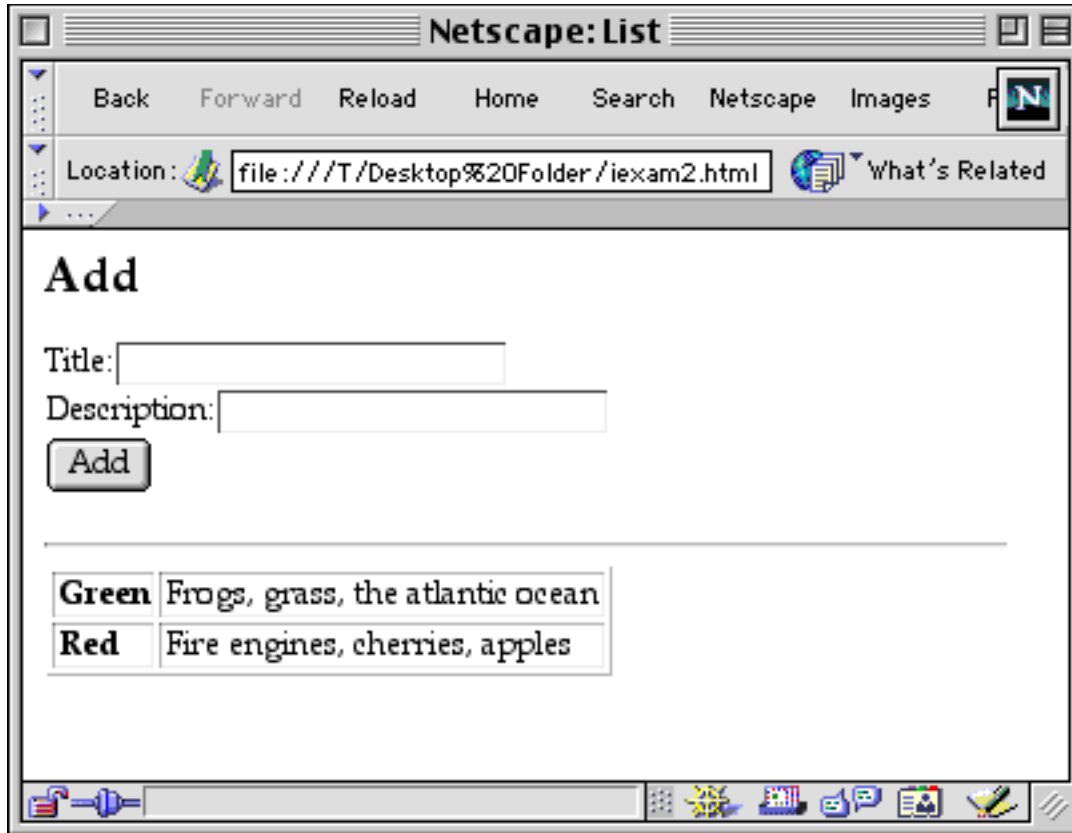 Netscape: List
Back Forward Reload Home Search Netscape Images
N
Location: file:///T/Desktop%20Folder/iexam2.html What's Related
...
Add
Title:
Description:
Add
Green Frogs, grass, the atlantic ocean
Red Fire engines, cherries, apples